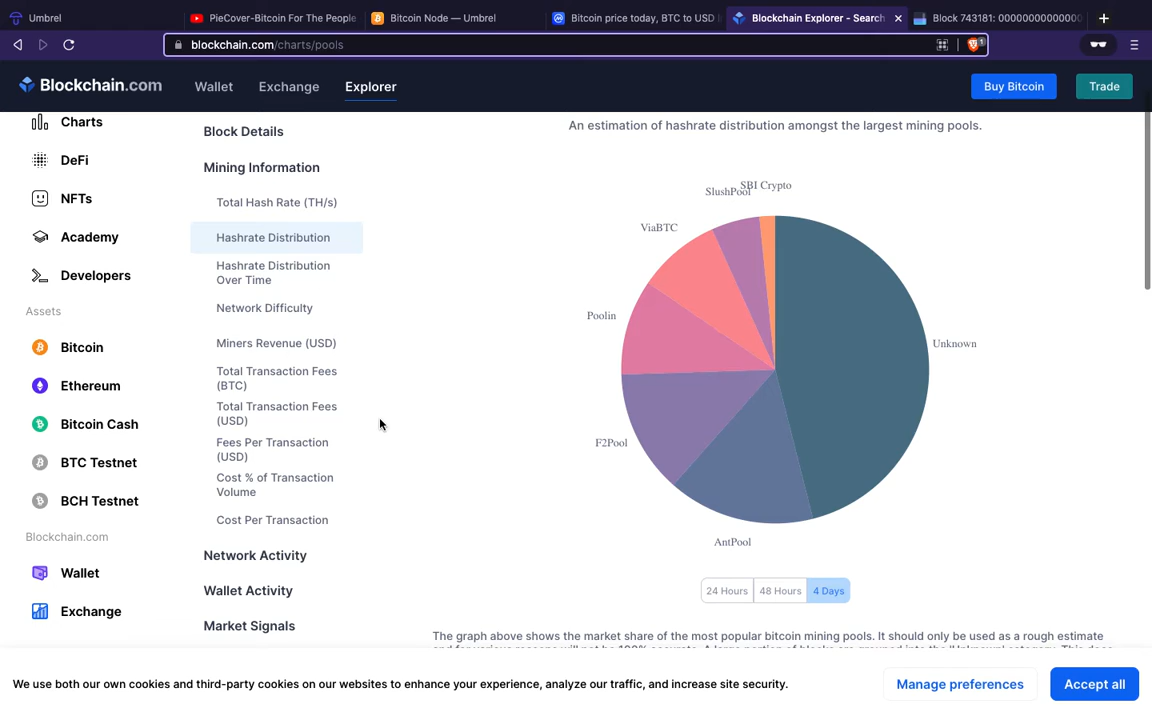 Umbrel
PieCover-Bitcoin For The People
Bitcoin Node — Umbrel
Bitcoin price today, BTC to USD
Blockchain Explorer - Search
Block 743181: 00000000000000
blockchain.com/charts/pools
1
Blockchain.com
Wallet
Exchange
Explorer
Buy Bitcoin
Trade
Charts
DeFi
NFTs
Academy
Developers
Assets
Bitcoin
Ethereum
Bitcoin Cash
BTC Testnet
BCH Testnet
Blockchain.com
Wallet
Exchange
Block Details
Mining Information
Total Hash Rate (TH/s)
Hashrate Distribution
Hashrate Distribution
Over Time
Network Difficulty
Miners Revenue (USD)
Total Transaction Fees
(BTC)
Total Transaction Fees
(USD)
Fees Per Transaction
(USD)
Cost % of Transaction
Volume
Cost Per Transaction
Network Activity
Wallet Activity
Market Signals
An estimation of hashrate distribution amongst the largest mining pools.
SBI Crypto
SlushPool
ViaBTC
Poolin
Unknown
F2Pool
AntPool
24 Hours
48 Hours
4 Days
The graph above shows the market share of the most popular bitcoin mining pools. It should only be used as a rough estimate
We use both our own cookies and third-party cookies on our websites to enhance your experience, analyze our traffic, and increase site security.
Manage preferences
Accept all